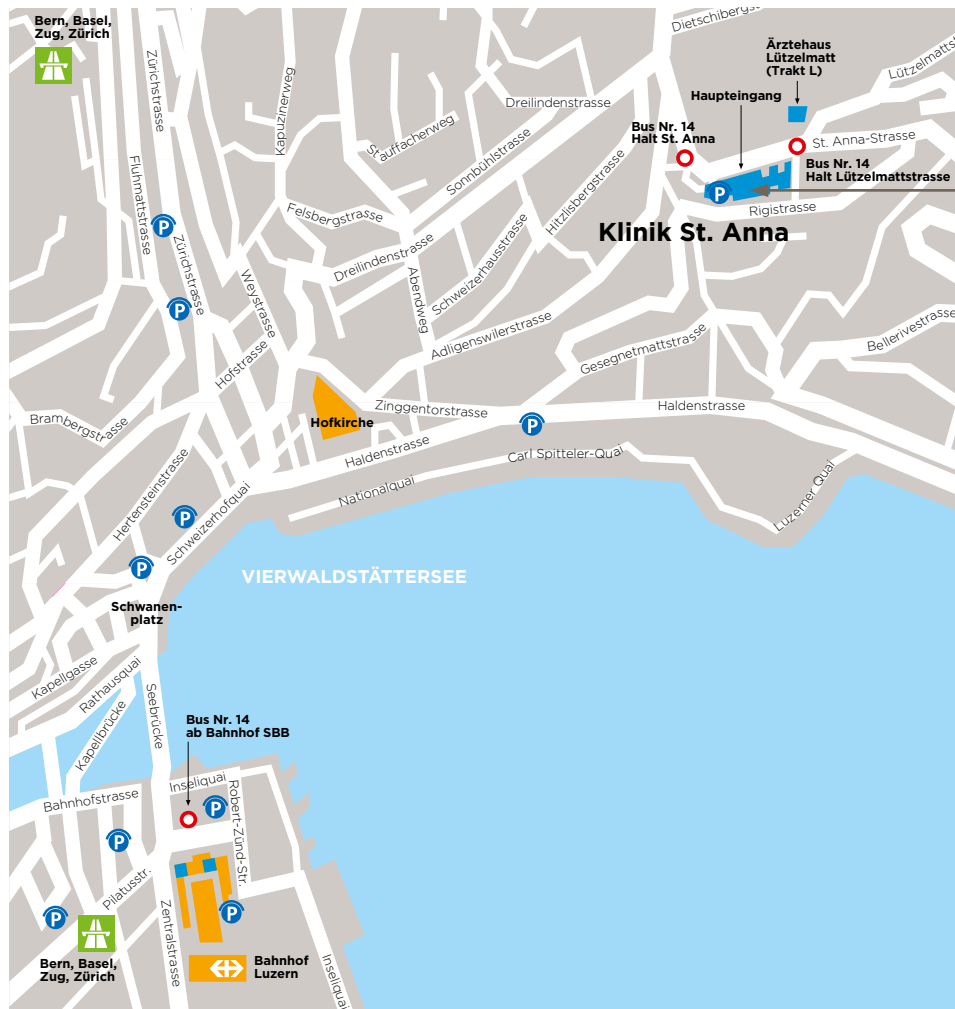 Bern, Basel,
Zug, Zürich
Zürichstrasse
Fluhmattstrasse
Zürichstrasse
Kapuzinerweg
Stauffacherweg
Dreilindenstrasse
Sonnbühlstrasse
Felsbergstrasse
Dreilindenstrasse
Weystrasse
Abendweg
Schweizerhausstrasse
Hitzlisbergstrasse
Dietschibergstrasse
Ärztehaus
Lützelmatt
(Trakt L)
Lützelmattstr
Haupteingang
Bus Nr. 14
Halt St. Anna
St. Anna-Strasse
Bus Nr. 14
Halt Lützelmattstrasse
P
Rigistrasse
Klinik St. Anna
P
P
Hofstrasse
Adligenswilerstrasse
Gesegnetmattstrasse
Bellerivestrasse
Brambergstrasse
Hofkirche
Zinggentorstrasse
P
Haldenstrasse
Haldenstrasse
Carl Spitteler-Quai
Nationalquai
Luzerner Quai
Hertensteinstrasse
Schweizerhofquai
P
P
VIERWALDSTÄTTERSEE
Schwanen-
platz
Kapellgasse
Rathausquai
Kapellbrücke
Seebrücke
Bus Nr. 14
ab Bahnhof SBB
Inseliquai
Bahnhofstrasse
P
P
Robert-Zünd-Str.
Pilatusstr.
P
P
Zentralstrasse
Bern, Basel,
Zug, Zürich
Bahnhof
Luzern
Inseliquai